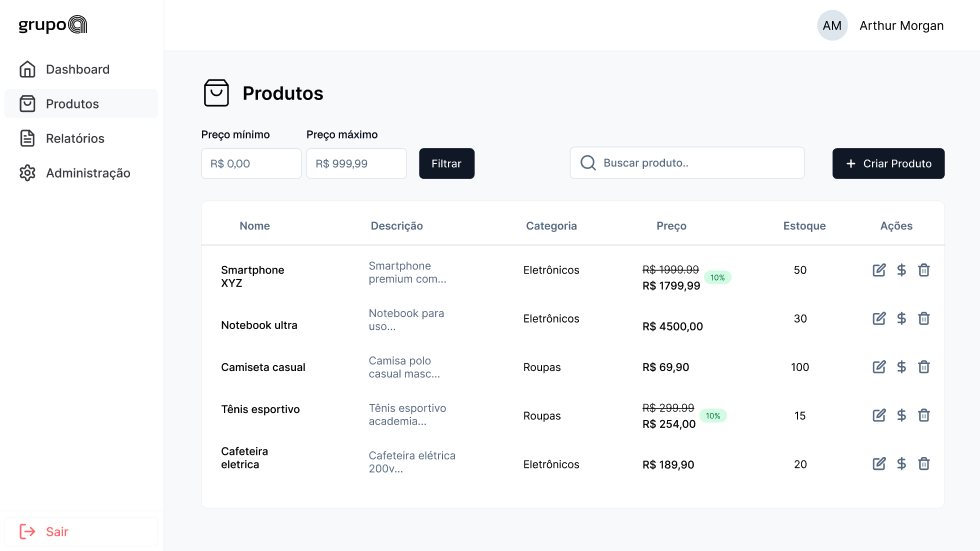 grupo
AM Arthur Morgan
Dashboard
Produtos
Relatórios
Administração
Sair
Produtos
Preço mínimo Preço máximo
R$ 0,00 R$ 999,99 Filtrar Buscar produto.. + Criar Produto
Nome Descrição Categoria Preço Estoque Ações
Smartphone
XYZ
Smartphone
premium com...
Eletrônicos
R$ 1999.99
R$ 1799,99
10%
50
Notebook ultra
Notebook para
uso...
Eletrônicos
R$ 4500,00
30
Camiseta casual
Camisa polo
casual masc...
Roupas
R$ 69,90
100
Tênis esportivo
Tênis esportivo
academia...
Roupas
R$ 299.99
R$ 254,00
10%
15
Cafeteira
eletrica
Cafeteira elétrica
200v...
Eletrônicos
R$ 189,90
20